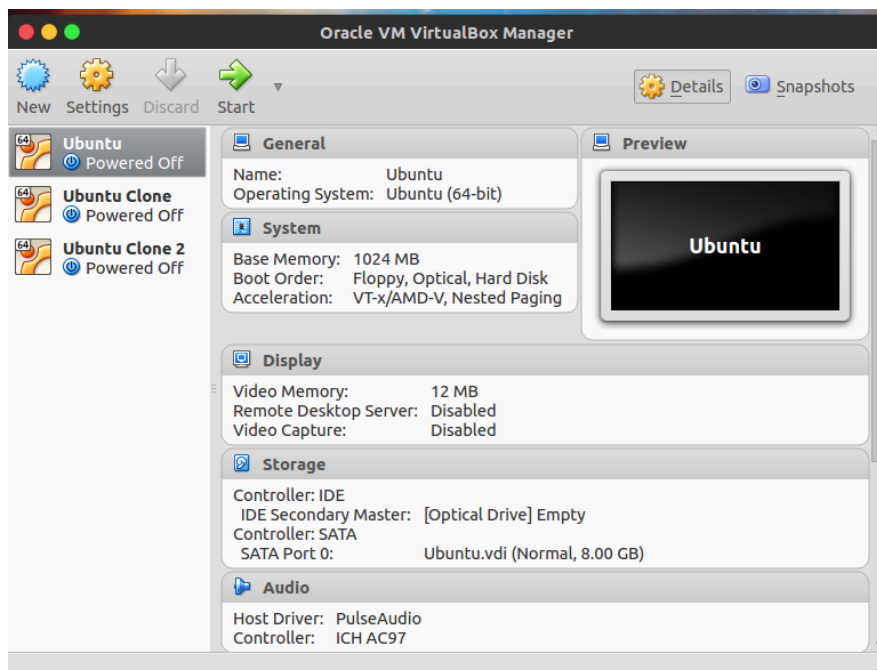 Oracle VM VirtualBox Manager
New Settings Discard Start Details Snapshots
64 Ubuntu
Powered Off
64 Ubuntu Clone
Powered Off
64 Ubuntu Clone 2
Powered Off
General
Name: Ubuntu
Operating System: Ubuntu (64-bit)
System
Base Memory: 1024 MB
Boot Order: Floppy, Optical, Hard Disk
Acceleration: VT-x/AMD-V, Nested Paging
Preview
Ubuntu
Display
Video Memory: 12 MB
Remote Desktop Server: Disabled
Video Capture: Disabled
Storage
Controller: IDE
IDE Secondary Master: [Optical Drive] Empty
Controller: SATA
SATA Port 0: Ubuntu.vdi (Normal, 8.00 GB)
Audio
Host Driver: PulseAudio
Controller: ICH AC97